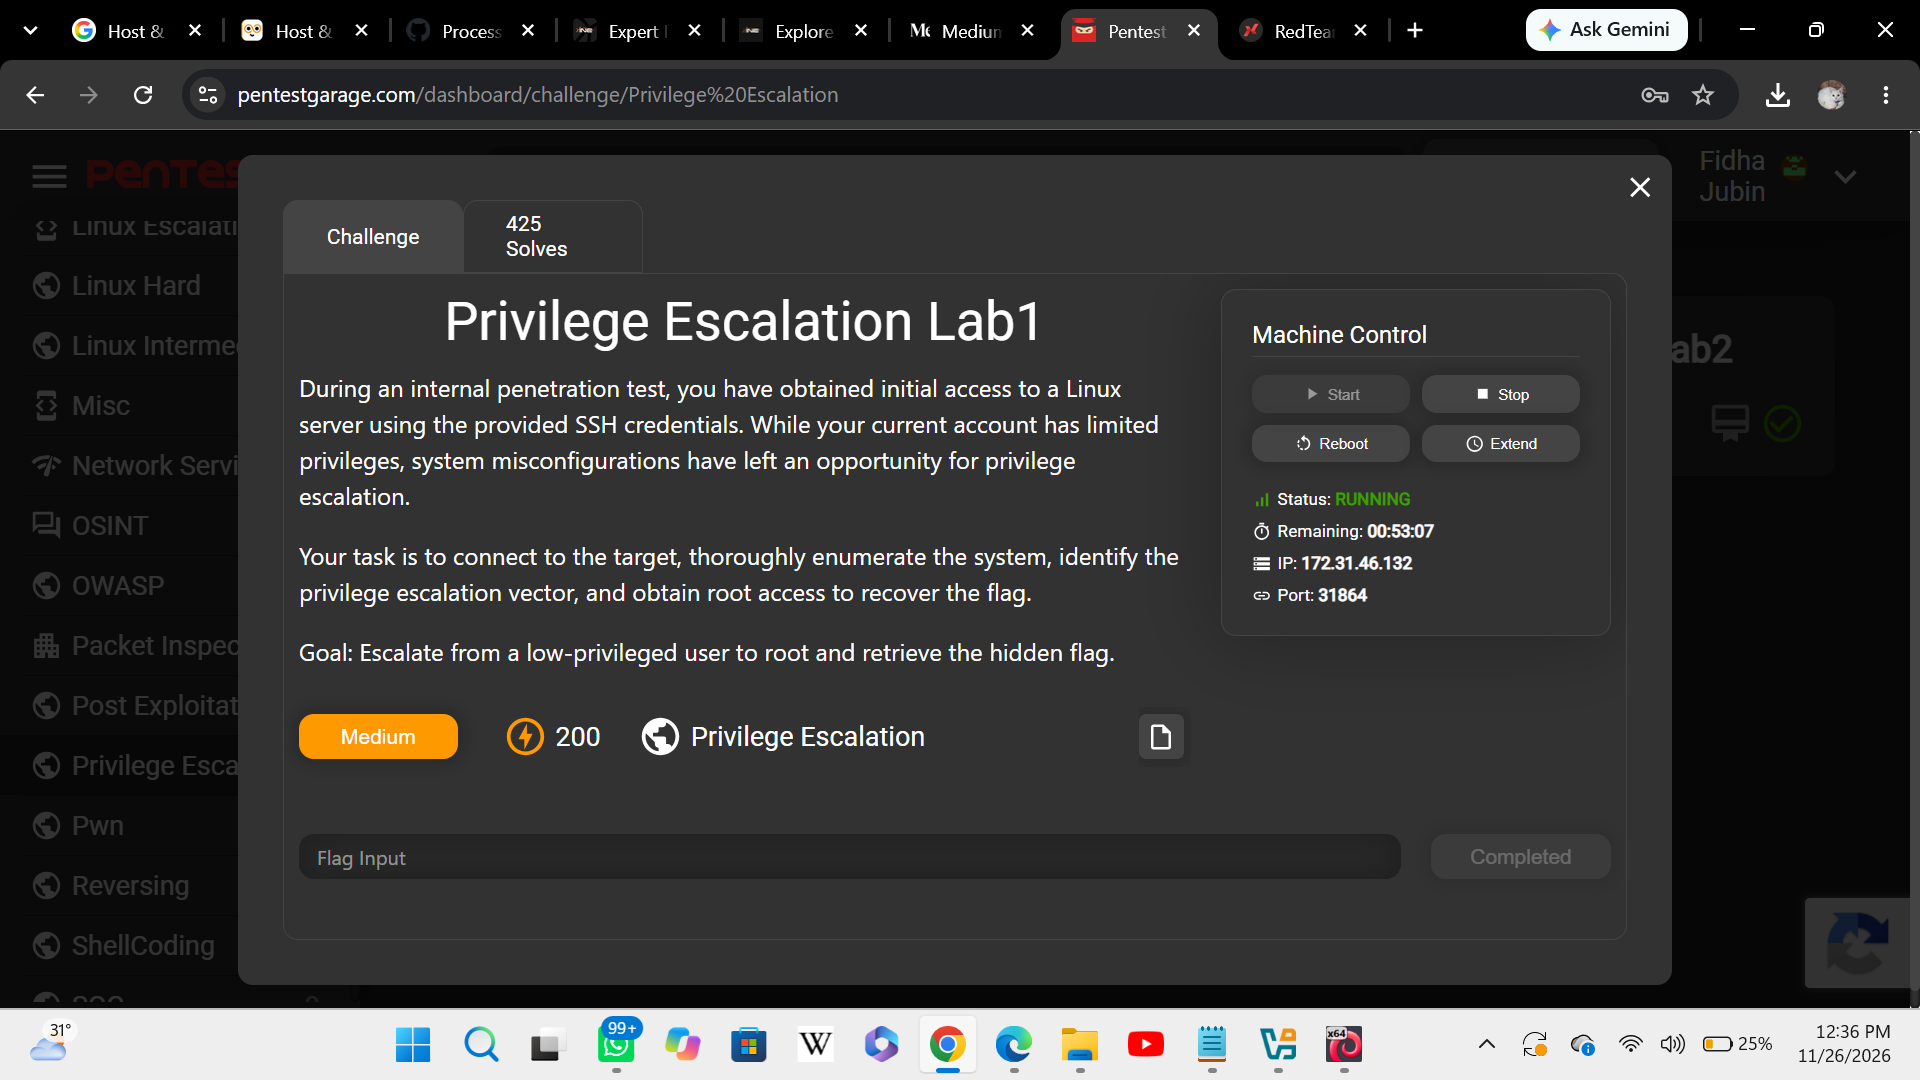 Host &
Host &
Process
Expert
Explore
Medium
Pentest
RedTea
Ask Gemini
pentestgarage.com/dashboard/challenge/Privilege%20Escalation
PENTES
Fidha
Jubin
Linux Escalati
Linux Hard
Linux Interme
Misc
Network Servi
OSINT
OWASP
Packet Inspec
Post Exploitat
Privilege Esca
Pwn
Reversing
ShellCoding
Challenge
425
Solves
Privilege Escalation Lab1
During an internal penetration test, you have obtained initial access to a Linux
server using the provided SSH credentials. While your current account has limited
privileges, system misconfigurations have left an opportunity for privilege
escalation.
Your task is to connect to the target, thoroughly enumerate the system, identify the
privilege escalation vector, and obtain root access to recover the flag.
Goal: Escalate from a low-privileged user to root and retrieve the hidden flag.
Medium
200
Privilege Escalation
Machine Control
Start
Stop
Reboot
Extend
Status: RUNNING
Remaining: 00:53:07
IP: 172.31.46.132
Port: 31864
ab2
Flag Input
Completed
31°
99+
W
x64
25%
12:36 PM
11/26/2026